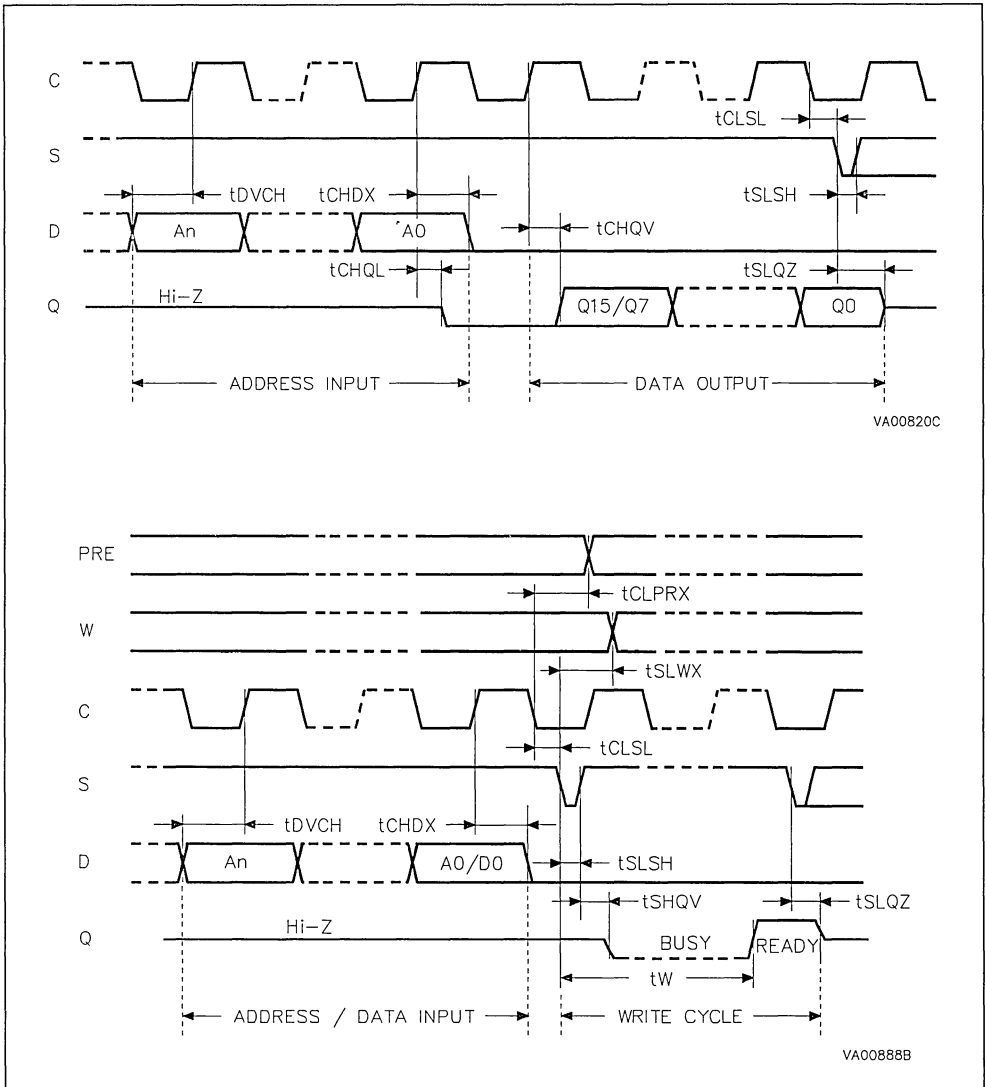 C
tCLSL
S
tDVCH tCHDX tSLSH
D An A0 tCHQV
tCHQL tSLQZ
Q Hi-Z Q15/Q7 Q0
ADDRESS INPUT DATA OUTPUT
VA00820C
PRE
tCLPRX
W
tSLWX
C
tCLSL
S
tDVCH tCHDX
D An A0/D0 tSLSH
tSHQV tSLQZ
Q Hi-Z BUSY READY
tW
ADDRESS / DATA INPUT WRITE CYCLE
VA00888B